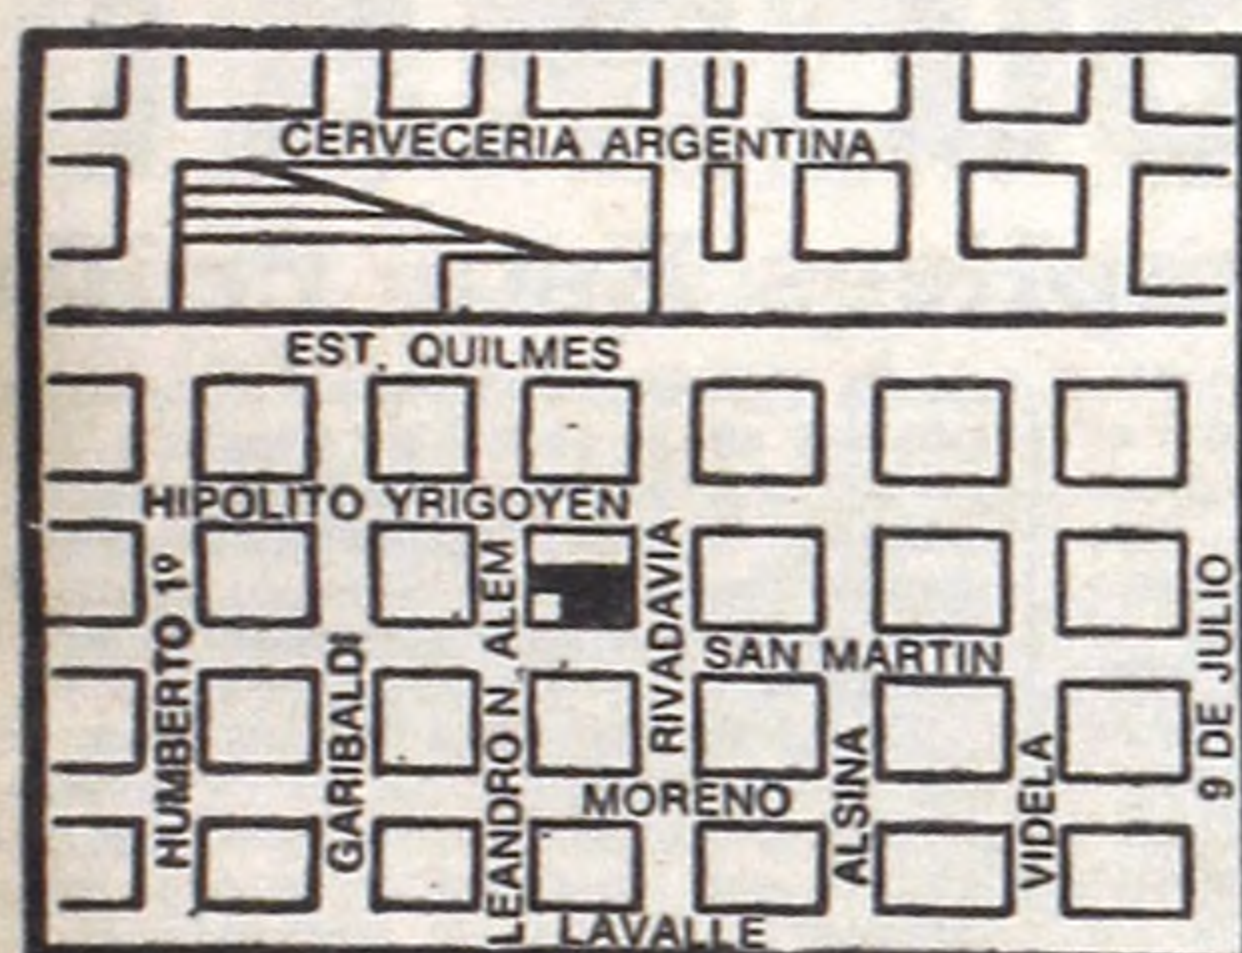 CERVECERIA ARGENTINA
EST. QUILMES
HIPOLITO YRIGOYEN
HUMBERTO 1º
GARIBALDI
LEANDRO N. ALEM
RIVADAVIA
SAN MARTIN
MORENO
ALSINA
VIDELA
9 DE JULIO
LAVALLE